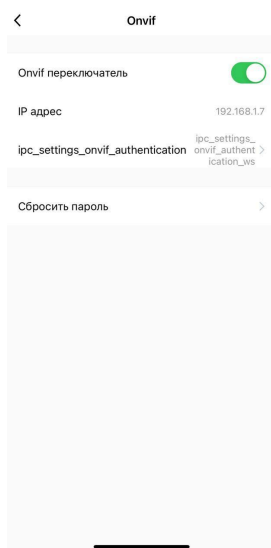 Onvif
Onvif переключатель
IP адрес 192.168.1.7
ipc_settings_onvif_authentication ipc_settings_
onvif_authent
ication_ws
Сбросить пароль